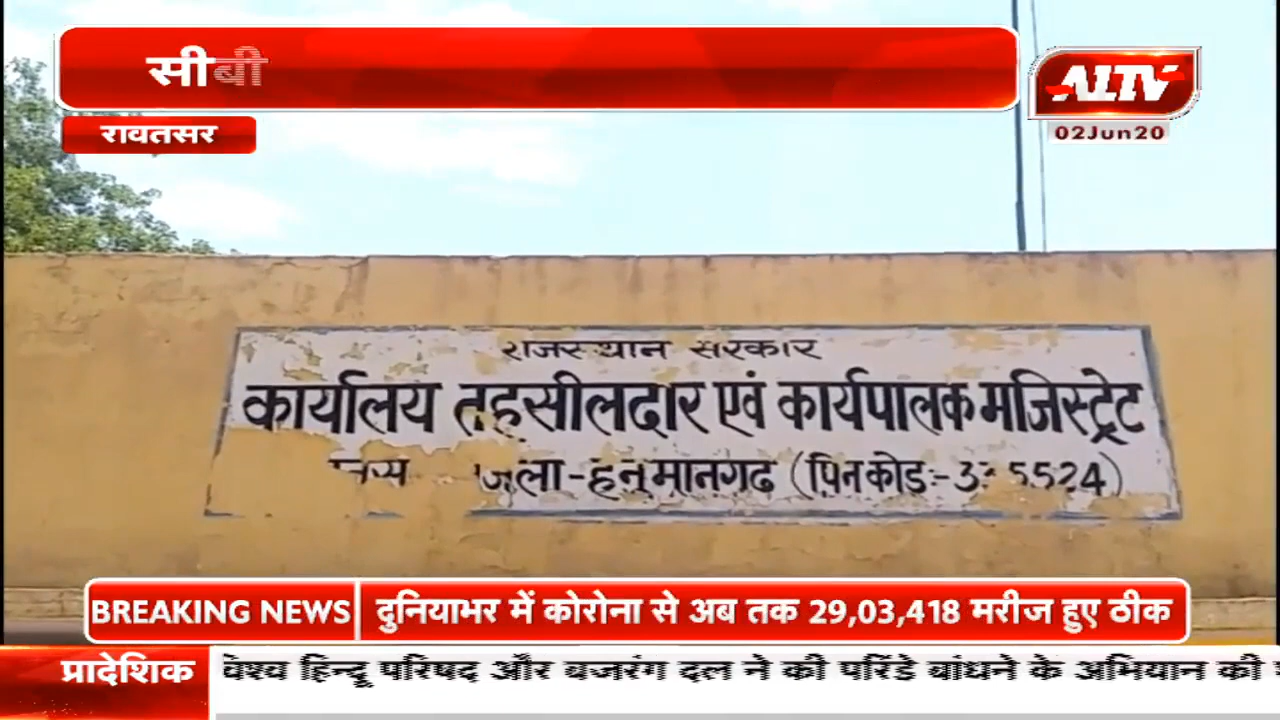 सीबी
ALTV
रावतसर
02Jun20
राजस्थान सरकार
कार्यालय तहसीलदार एवं कार्यपालक मजिस्ट्रेट
जिला-हनुमानगढ (पिनकोड:-335524)
BREAKING NEWS दुनियाभर में कोरोना से अब तक 29,03,418 मरीज हुए ठीक
प्रादेशिक हिन्दू परिषद और बजरंग दल ने की परिंडे बांधने के अभियान की